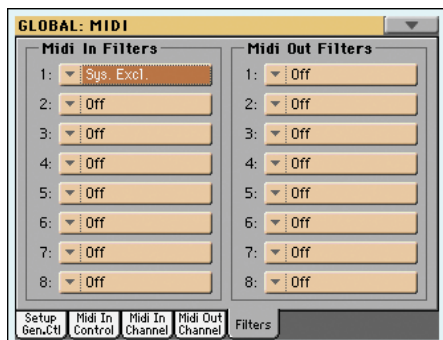 GLOBAL: MIDI
Midi In Filters
1: Sys. Excl.
2: Off
3: Off
4: Off
5: Off
6: Off
7: Off
8: Off
Midi Out Filters
1: Off
2: Off
3: Off
4: Off
5: Off
6: Off
7: Off
8: Off
Setup Gen.Ctl
Midi In Control
Midi In Channel
Midi Out Channel
Filters